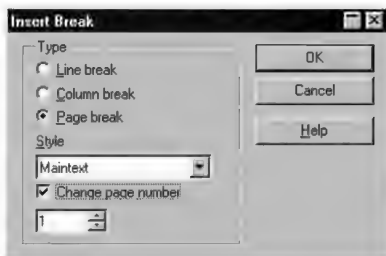 Insert Break
Type
Line break
Column break
Page break
Style
Maintext
Change page number
1
OK
Cancel
Help